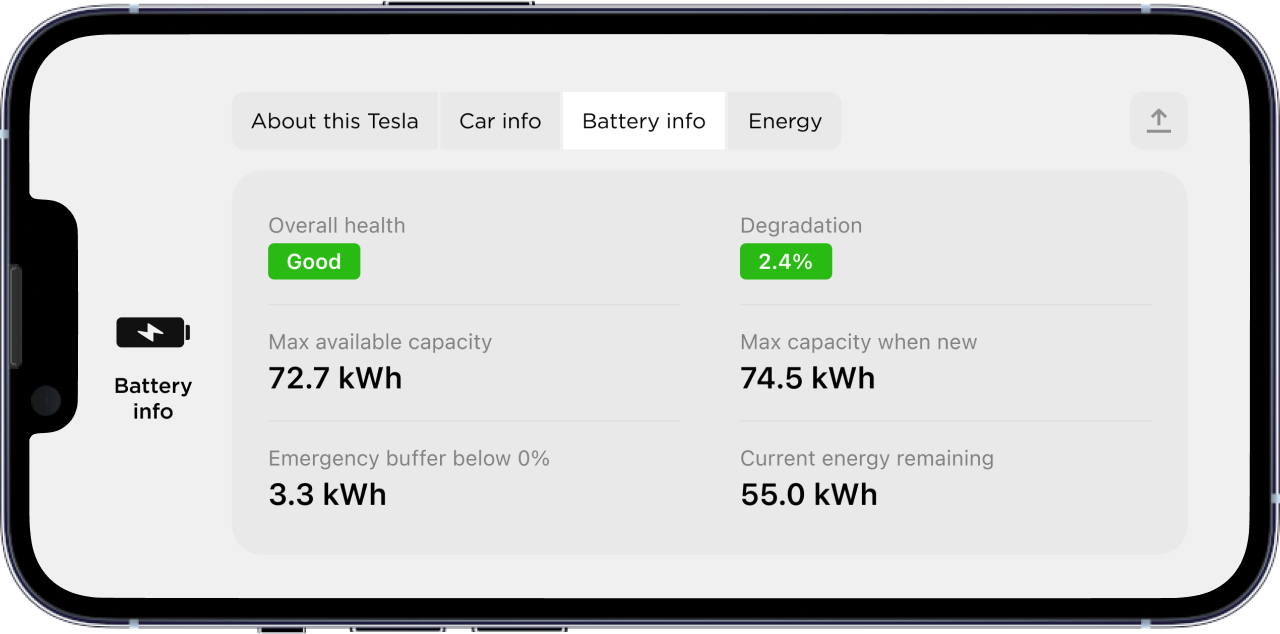 About this Tesla
Car info
Battery info
Energy
Battery
info
Overall health
Good
Degradation
2.4%
Max available capacity
72.7 kWh
Max capacity when new
74.5 kWh
Emergency buffer below 0%
3.3 kWh
Current energy remaining
55.0 kWh